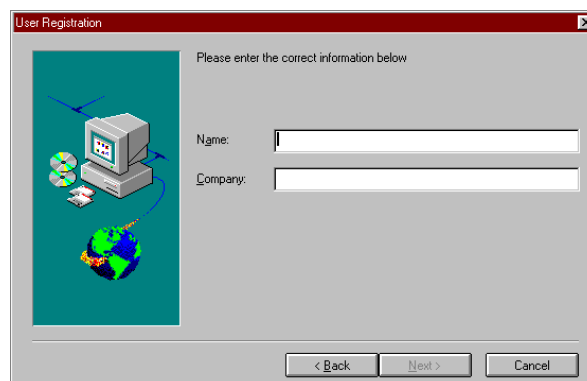 User Registration
Please enter the correct information below
Name:
Company:
< Back
Next >
Cancel